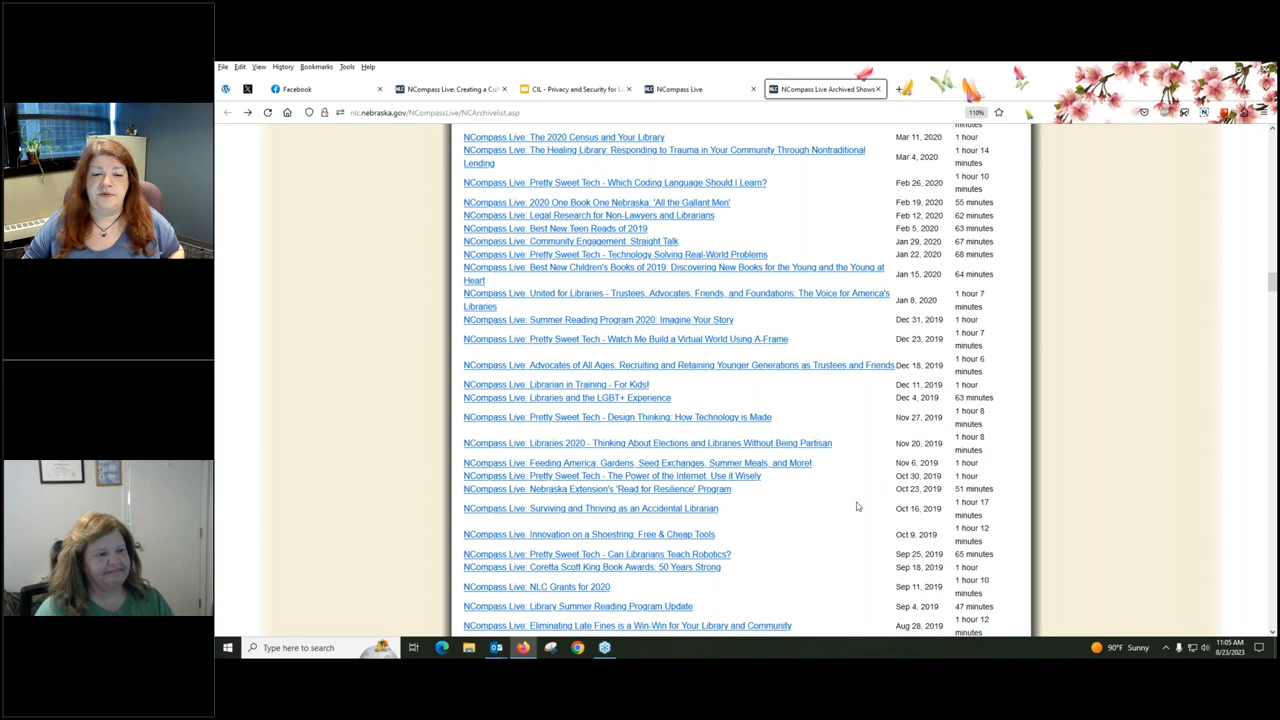 File Edit View History Bookmarks Tools Help
Facebook × NCompass Live: Creating a Cul × CIL - Privacy and Security for Li × NCompass Live × NCompass Live Archived Shows × +
nlc.nebraska.gov/NCompassLive/NCArchivelist.asp 110%
minutes
NCompass Live: The 2020 Census and Your Library Mar 11, 2020 1 hour
NCompass Live: The Healing Library: Responding to Trauma in Your Community Through Nontraditional Mar 4, 2020 1 hour 14
Lending minutes
NCompass Live: Pretty Sweet Tech - Which Coding Language Should I Learn? Feb 26, 2020 1 hour 10
minutes
NCompass Live: 2020 One Book One Nebraska: 'All the Gallant Men' Feb 19, 2020 55 minutes
NCompass Live: Legal Research for Non-Lawyers and Librarians Feb 12, 2020 62 minutes
NCompass Live: Best New Teen Reads of 2019 Feb 5, 2020 63 minutes
NCompass Live: Community Engagement: Straight Talk Jan 29, 2020 67 minutes
NCompass Live: Pretty Sweet Tech - Technology Solving Real-World Problems Jan 22, 2020 68 minutes
NCompass Live: Best New Children's Books of 2019: Discovering New Books for the Young and the Young at Jan 15, 2020 64 minutes
Heart
NCompass Live: United for Libraries - Trustees, Advocates, Friends, and Foundations: The Voice for America's Jan 8, 2020 1 hour 7
Libraries minutes
NCompass Live: Summer Reading Program 2020: Imagine Your Story Dec 31, 2019 1 hour
NCompass Live: Pretty Sweet Tech - Watch Me Build a Virtual World Using A-Frame Dec 23, 2019 1 hour 7
minutes
NCompass Live: Advocates of All Ages: Recruiting and Retaining Younger Generations as Trustees and Friends Dec 18, 2019 1 hour 6
minutes
NCompass Live: Librarian in Training - For Kids! Dec 11, 2019 1 hour
NCompass Live: Libraries and the LGBT+ Experience Dec 4, 2019 63 minutes
NCompass Live: Pretty Sweet Tech - Design Thinking: How Technology is Made Nov 27, 2019 1 hour 8
minutes
NCompass Live: Libraries 2020 - Thinking About Elections and Libraries Without Being Partisan Nov 20, 2019 1 hour 8
minutes
NCompass Live: Feeding America: Gardens, Seed Exchanges, Summer Meals, and More! Nov 6, 2019 1 hour
NCompass Live: Pretty Sweet Tech - The Power of the Internet: Use it Wisely Oct 30, 2019 1 hour
NCompass Live: Nebraska Extension's 'Read for Resilience' Program Oct 23, 2019 51 minutes
NCompass Live: Surviving and Thriving as an Accidental Librarian Oct 16, 2019 1 hour 17
minutes
NCompass Live: Innovation on a Shoestring: Free & Cheap Tools Oct 9, 2019 1 hour 12
minutes
NCompass Live: Pretty Sweet Tech - Can Librarians Teach Robotics? Sep 25, 2019 65 minutes
NCompass Live: Coretta Scott King Book Awards: 50 Years Strong Sep 18, 2019 1 hour
NCompass Live: NLC Grants for 2020 Sep 11, 2019 1 hour 10
minutes
NCompass Live: Library Summer Reading Program Update Sep 4, 2019 47 minutes
NCompass Live: Eliminating Late Fines is a Win-Win for Your Library and Community Aug 28, 2019 1 hour 12
minutes
Type here to search 90°F Sunny 11:05 AM
8/23/2023